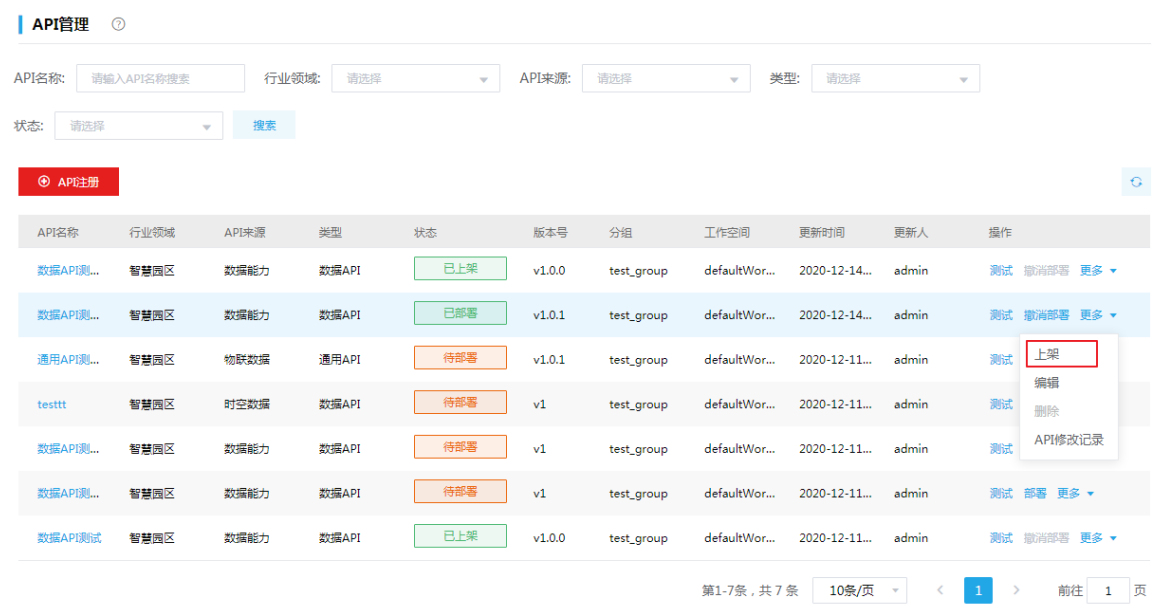 API管理
API名称: 请输入API名称搜索 行业领域: 请选择 API来源: 请选择 类型: 请选择
状态: 请选择 搜索
API注册
API名称 行业领域 API来源 类型 状态 版本号 分组 工作空间 更新时间 更新人 操作
数据API测... 智慧园区 数据能力 数据API 已上架 v1.0.0 test_group defaultWor... 2020-12-14... admin 测试 撤消部署 更多
数据API测... 智慧园区 数据能力 数据API 已部署 v1.0.1 test_group defaultWor... 2020-12-14... admin 测试 撤消部署 更多
通用API测... 智慧园区 物联数据 通用API 待部署 v1.0.1 test_group defaultWor... 2020-12-11... admin 测试
上架
编辑
删除
API修改记录
testtt 智慧园区 时空数据 数据API 待部署 v1 test_group defaultWor... 2020-12-11... admin 测试
数据API测... 智慧园区 数据能力 数据API 待部署 v1 test_group defaultWor... 2020-12-11... admin 测试
数据API测... 智慧园区 数据能力 数据API 待部署 v1 test_group defaultWor... 2020-12-11... admin 测试 部署 更多
数据API测试 智慧园区 数据能力 数据API 已上架 v1.0.0 test_group defaultWor... 2020-12-11... admin 测试 撤消部署 更多
第1-7条，共 7 条 10条/页 1 前往 1 页